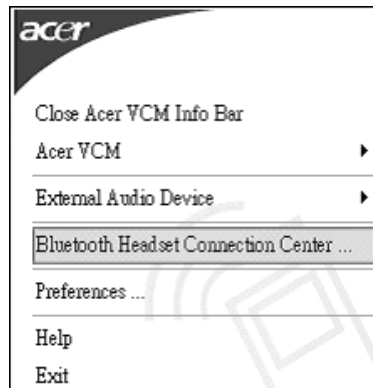 acer
Close Acer VCM Info Bar
Acer VCM
External Audio Device
Bluetooth Headset Connection Center ...
Preferences ...
Help
Exit